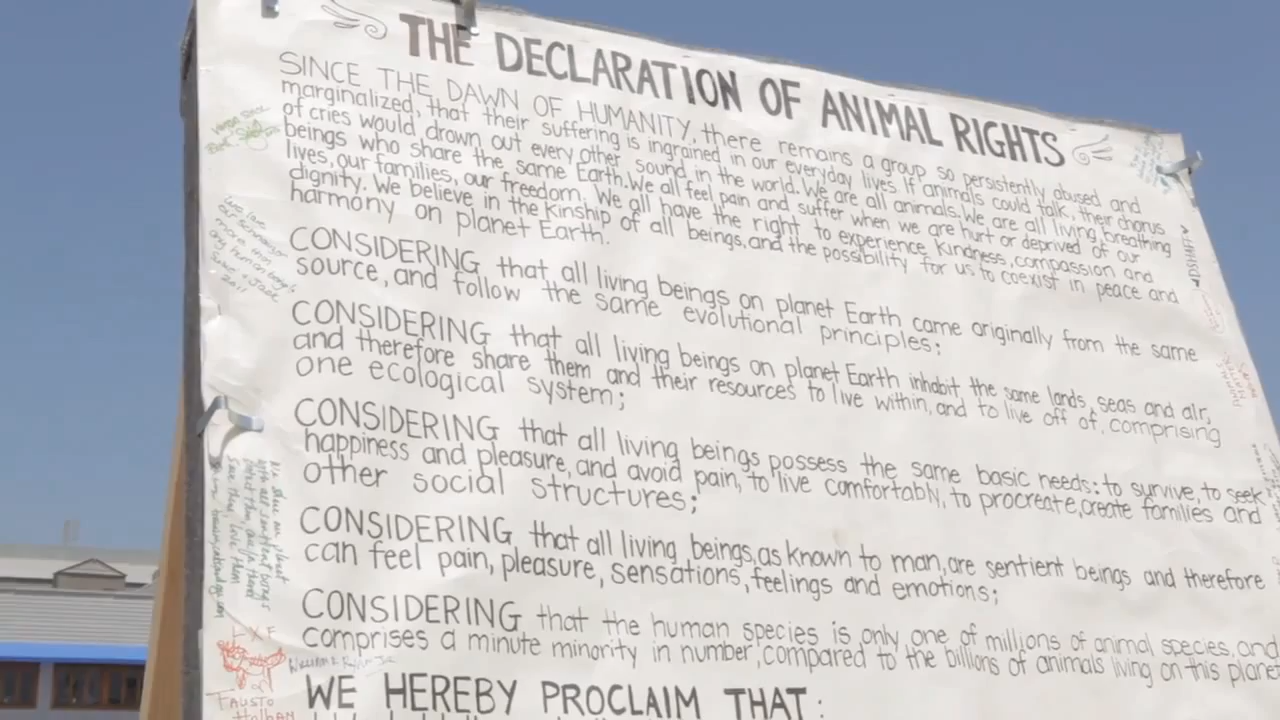 THE DECLARATION OF ANIMAL RIGHTS
SINCE THE DAWN OF HUMANITY, there remains a group so persistently abused and
marginalized, that their suffering is ingrained in our everyday lives. If animals could talk, their chorus
of cries would drown out every other sound in the world. We are all animals. We are all living, breathing
beings who share the same Earth. We all feel pain and suffer when we are hurt or deprived of our
lives, our families, our freedom. We all have the right to experience kindness, compassion and
dignity. We believe in the kinship of all beings, and the possibility for us to coexist in peace and
harmony on planet Earth.
CONSIDERING that all living beings on planet Earth came originally from the same
source, and follow the same evolutional principles;
CONSIDERING that all living beings on planet Earth inhabit the same lands, seas and air,
and therefore share them and their resources to live within, and to live off of, comprising
one ecological system;
CONSIDERING that all living beings possess the same basic needs: to survive, to seek
happiness and pleasure, and avoid pain, to live comfortably, to procreate, create families and
other social structures;
CONSIDERING that all living beings, as known to man, are sentient beings and therefore
can feel pain, pleasure, sensations, feelings and emotions;
CONSIDERING that the human species is only one of millions of animal species, and
comprises a minute minority in number, compared to the billions of animals living on this planet
WE HEREBY PROCLAIM THAT:
FAUSTO